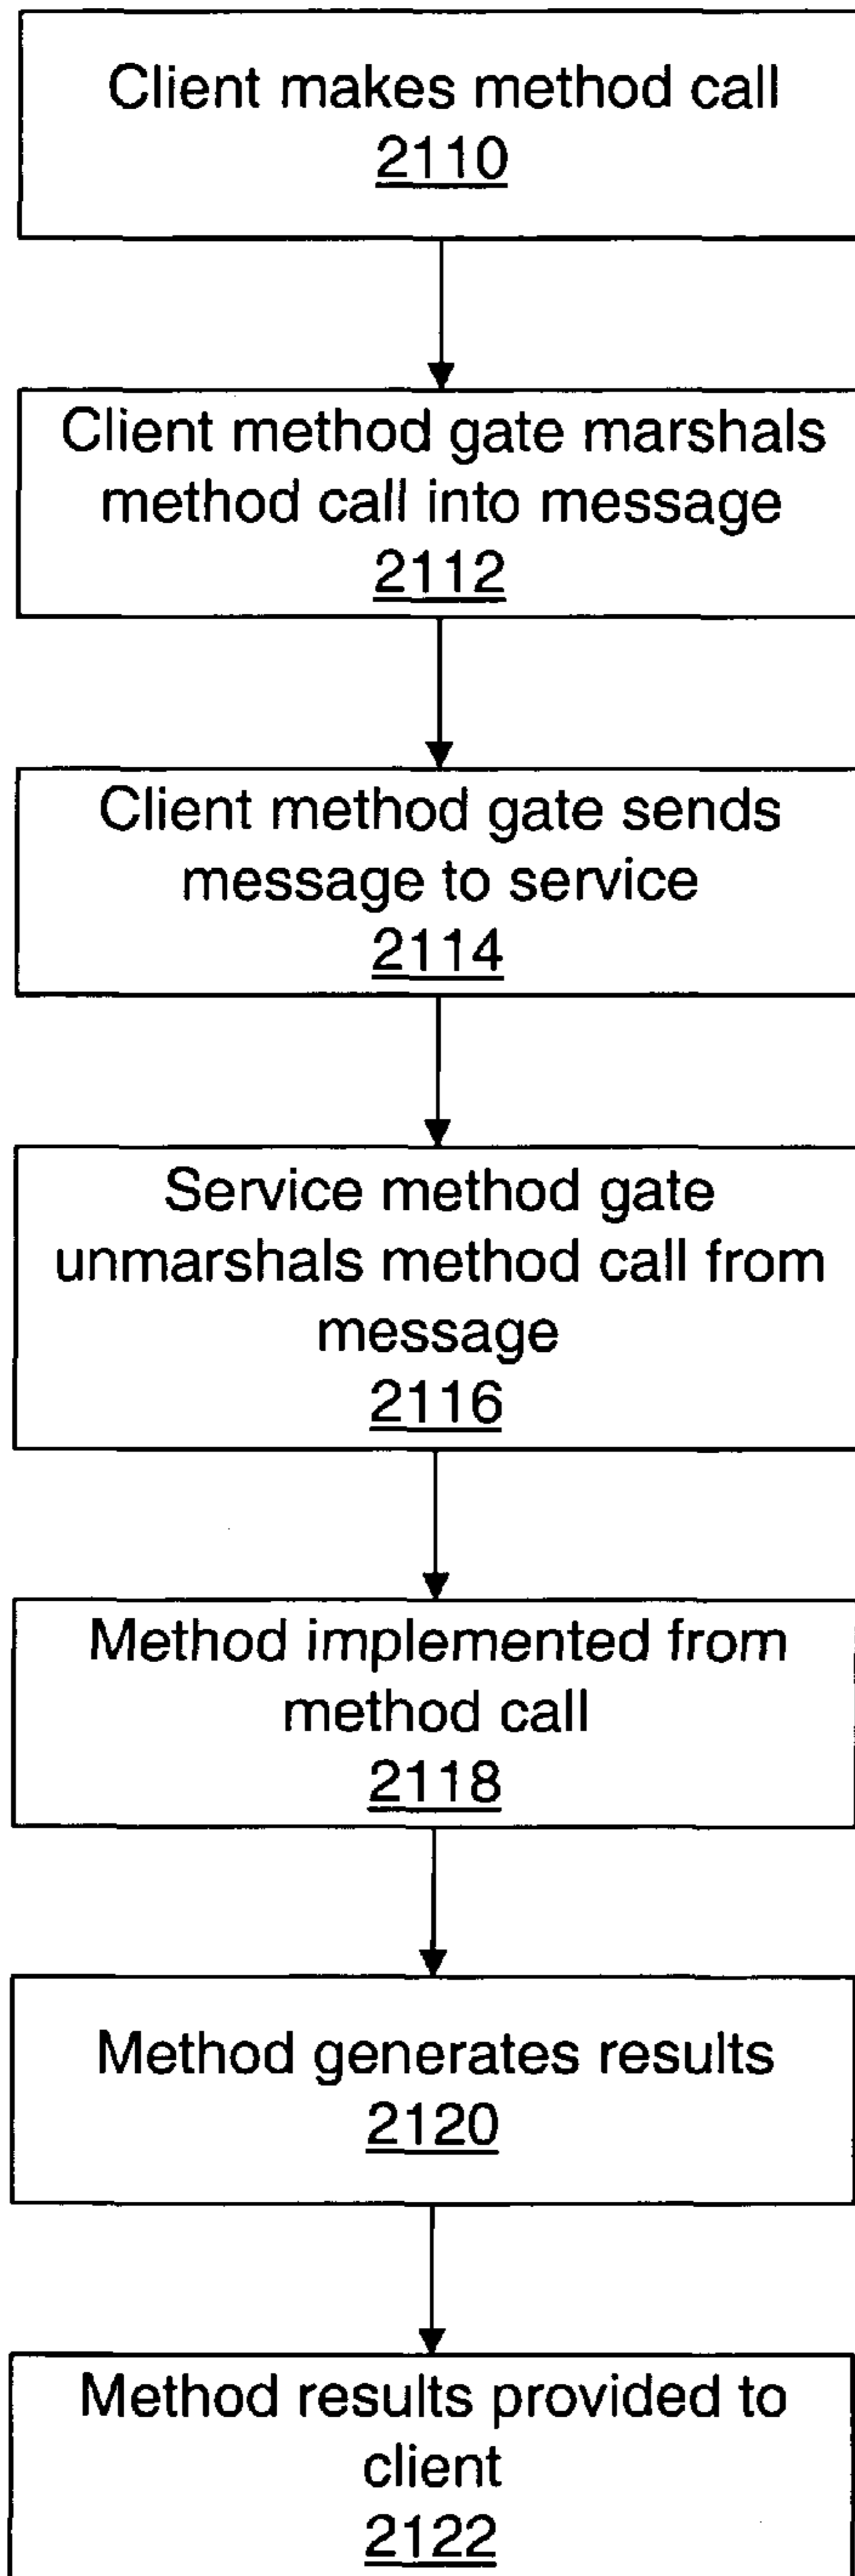 Client makes method call
2110
Client method gate marshals
method call into message
2112
Client method gate sends
message to service
2114
Service method gate
unmarshals method call from
message
2116
Method implemented from
method call
2118
Method generates results
2120
Method results provided to
client
2122